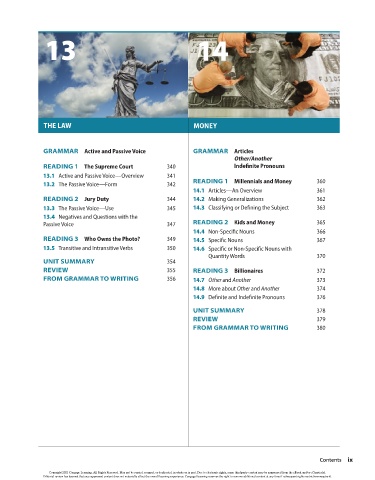 13
14
THE LAW
MONEY
GRAMMAR Active and Passive Voice
READING 1 The Supreme Court 340
13.1 Active and Passive Voice—Overview 341
13.2 The Passive Voice—Form 342
READING 2 Jury Duty 344
13.3 The Passive Voice—Use 345
13.4 Negatives and Questions with the
Passive Voice 347
READING 3 Who Owns the Photo? 349
13.5 Transitive and Intransitive Verbs 350
UNIT SUMMARY 354
REVIEW 355
FROM GRAMMAR TO WRITING 356
GRAMMAR Articles
Other/Another
Indefinite Pronouns
READING 1 Millennials and Money 360
14.1 Articles—An Overview 361
14.2 Making Generalizations 362
14.3 Classifying or Defining the Subject 363
READING 2 Kids and Money 365
14.4 Non-Specific Nouns 366
14.5 Specific Nouns 367
14.6 Specific or Non-Specific Nouns with
Quantity Words 370
READING 3 Billionaires 372
14.7 Other and Another 373
14.8 More about Other and Another 374
14.9 Definite and Indefinite Pronouns 376
UNIT SUMMARY 378
REVIEW 379
FROM GRAMMAR TO WRITING 380
Contents ix